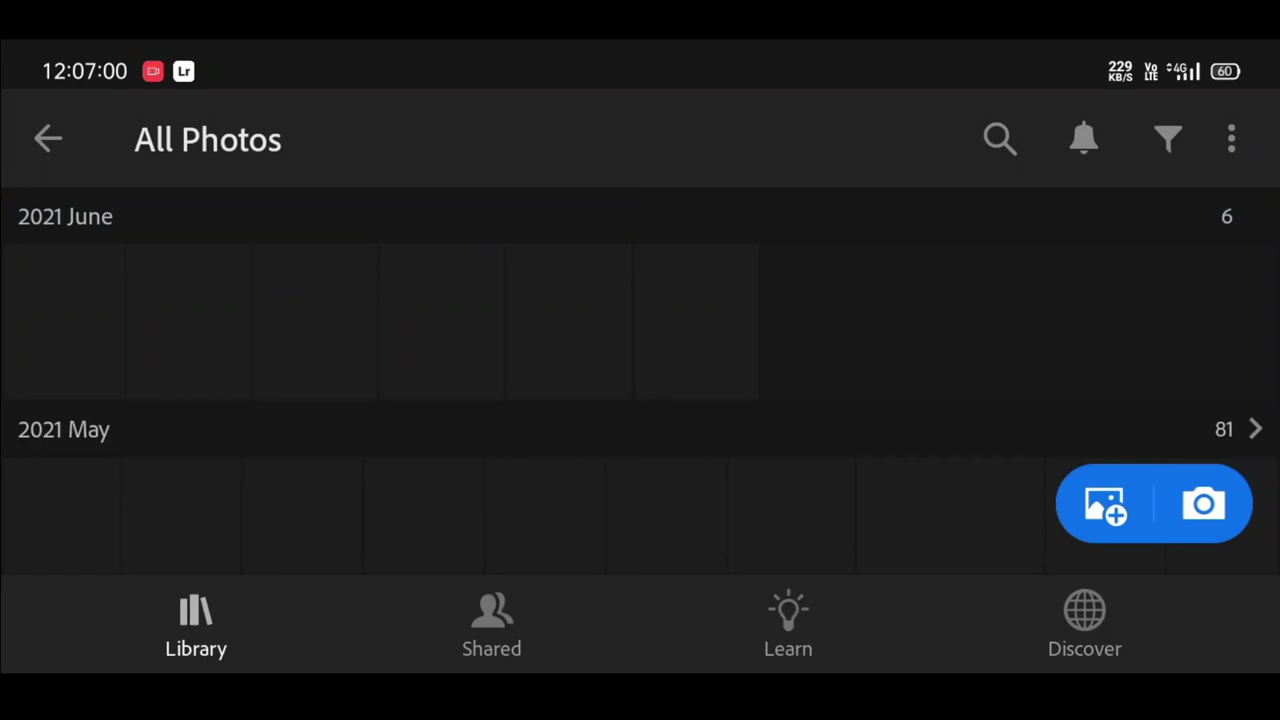 12:07:00 Lr 229 KB/S Vo LTE 4G 60
All Photos
2021 June 6
2021 May 81
Library Shared Learn Discover